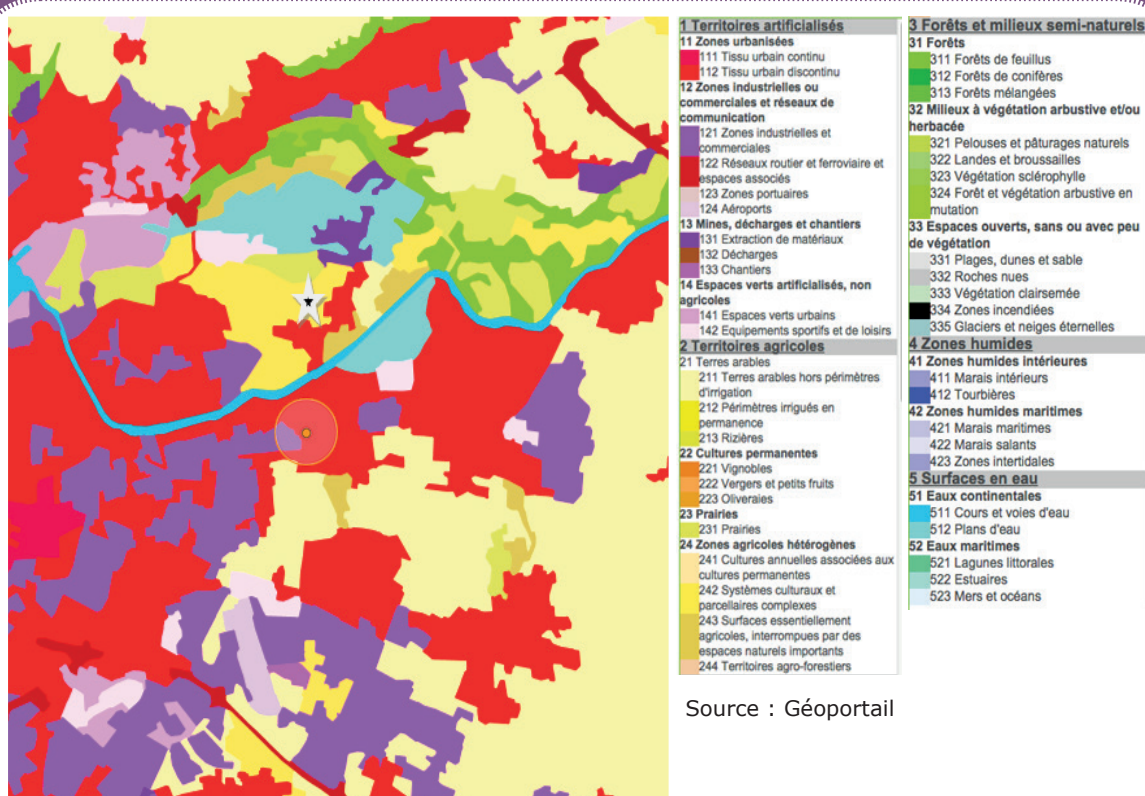 1 Territoires artificialisés
11 Zones urbanisées
111 Tissu urbain continu
112 Tissu urbain discontinu
12 Zones industrielles ou
commerciales et réseaux de
communication
121 Zones industrielles et
commerciales
122 Réseaux routier et ferroviaire et
espaces associés
123 Zones portuaires
124 Aéroports
13 Mines, décharges et chantiers
131 Extraction de matériaux
132 Décharges
133 Chantiers
14 Espaces verts artificialisés, non
agricoles
141 Espaces verts urbains
142 Equipements sportifs et de loisirs
2 Territoires agricoles
21 Terres arables
211 Terres arables hors périmètres
d'irrigation
212 Périmètres irrigués en
permanence
213 Rizières
22 Cultures permanentes
221 Vignobles
222 Vergers et petits fruits
223 Oliveraies
23 Prairies
231 Prairies
24 Zones agricoles hétérogènes
241 Cultures annuelles associées aux
cultures permanentes
242 Systèmes culturaux et
parcellaires complexes
243 Surfaces essentiellement
agricoles, interrompues par des
espaces naturels importants
244 Territoires agro-forestiers
3 Forêts et milieux semi-naturels
31 Forêts
311 Forêts de feuillus
312 Forêts de conifères
313 Forêts mélangées
32 Milieux à végétation arbustive et/ou
herbacée
321 Pelouses et pâturages naturels
322 Landes et broussailles
323 Végétation sclérophylle
324 Forêt et végétation arbustive en
mutation
33 Espaces ouverts, sans ou avec peu
de végétation
331 Plages, dunes et sable
332 Roches nues
333 Végétation clairsemée
334 Zones incendiées
335 Glaciers et neiges éternelles
4 Zones humides
41 Zones humides intérieures
411 Marais intérieurs
412 Tourbières
42 Zones humides maritimes
421 Marais maritimes
422 Marais salants
423 Zones intertidales
5 Surfaces en eau
51 Eaux continentales
511 Cours et voies d'eau
512 Plans d'eau
52 Eaux maritimes
521 Lagunes littorales
522 Estuaires
523 Mers et océans
Source : Géoportail